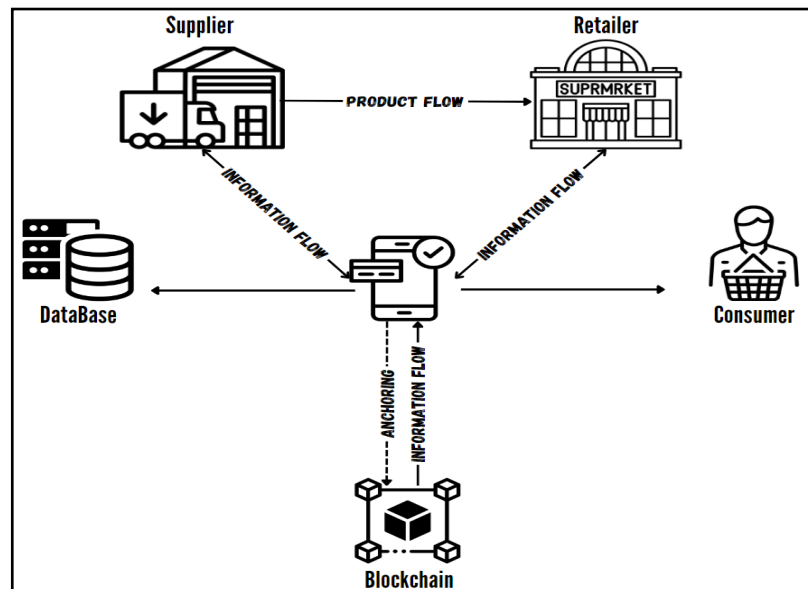 Supplier
Retailer
SUPRMRKET
PRODUCT FLOW
INFORMATION FLOW
INFORMATION FLOW
DataBase
Consumer
ANCHORING
INFORMATION FLOW
Blockchain